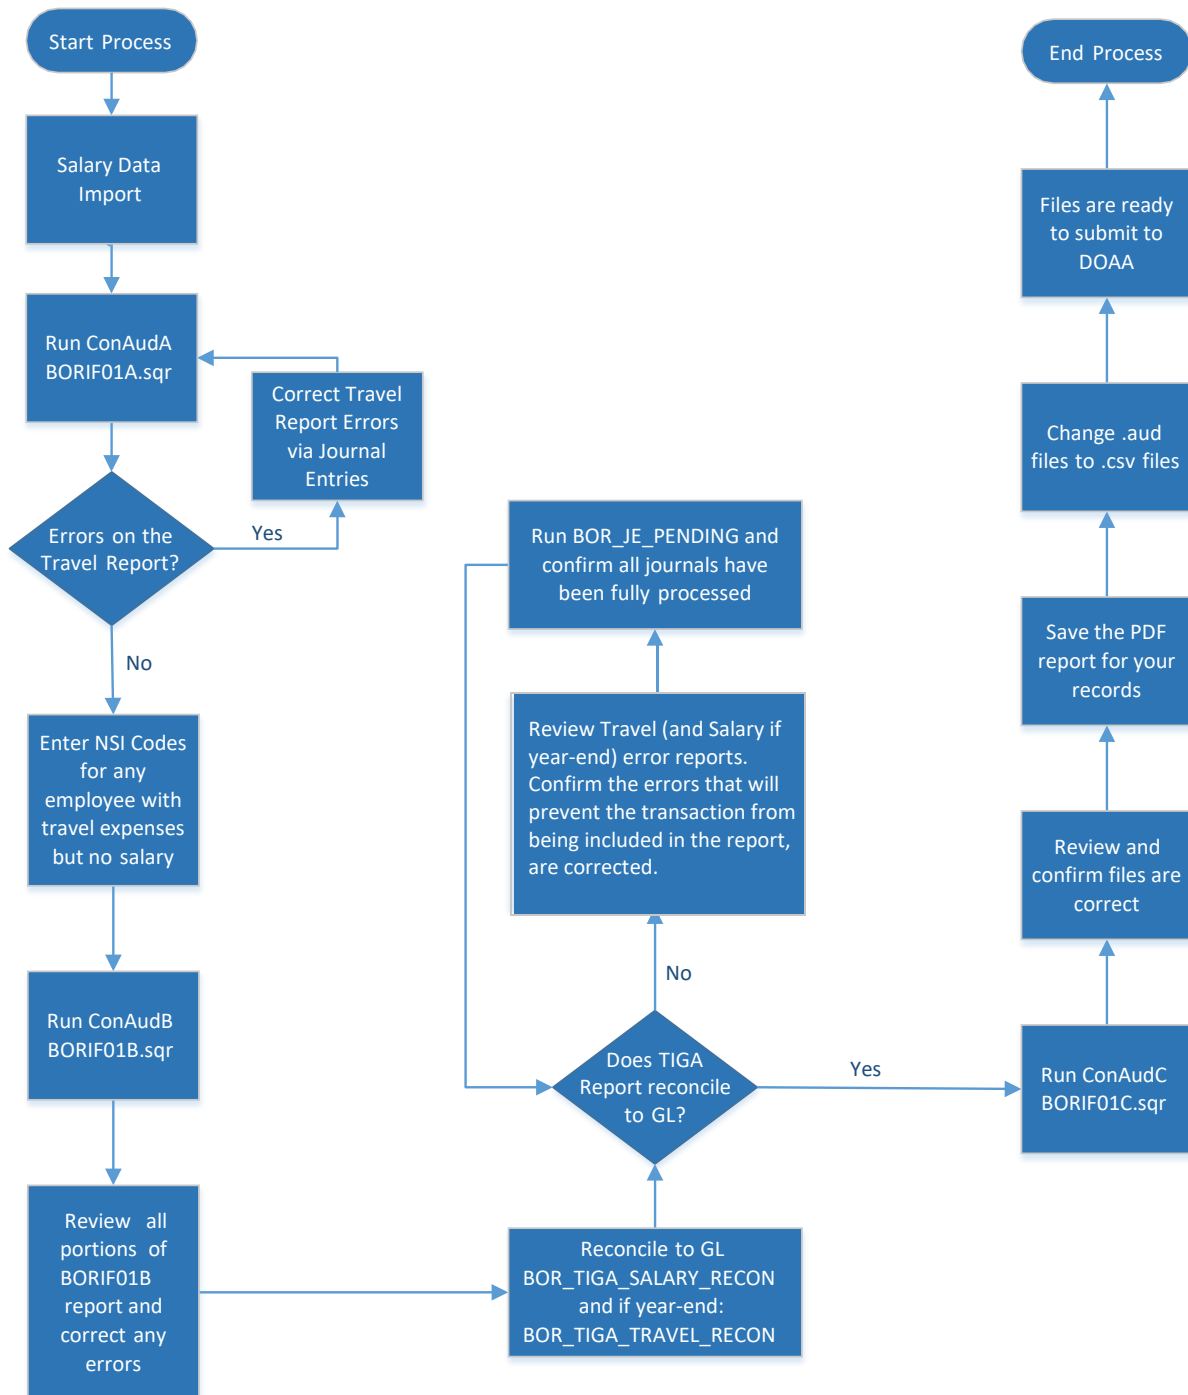 Start Process
Salary Data
Import
Run ConAudA
BORIF01A.sqr
Correct Travel
Report Errors
via Journal
Entries
Errors on the
Travel Report?
Yes
No
Enter NSI Codes
for any
employee with
travel expenses
but no salary
Run ConAudB
BORIF01B.sqr
Review all
portions of
BORIF01B
report and
correct any
errors
Reconcile to GL
BOR_TIGA_SALARY_RECON
and if year-end:
BOR_TIGA_TRAVEL_RECON
Does TIGA
Report reconcile
to GL?
No
Review Travel (and Salary if
year-end) error reports.
Confirm the errors that will
prevent the transaction from
being included in the report,
are corrected.
Run BOR_JE_PENDING and
confirm all journals have
been fully processed
Yes
Run ConAudC
BORIF01C.sqr
Review and
confirm files are
correct
Save the PDF
report for your
records
Change .aud
files to .csv files
Files are ready
to submit to
DOAA
End Process